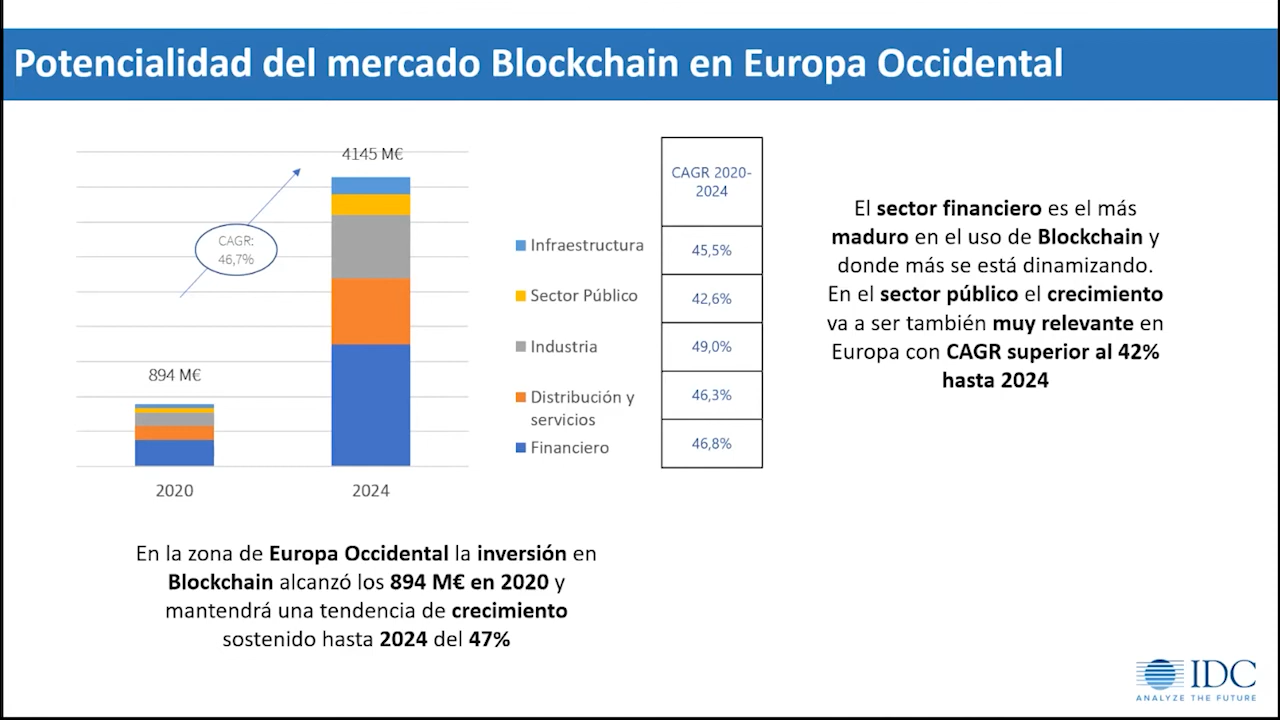 Potencialidad del mercado Blockchain en Europa Occidental
4145 M€
CAGR:
46,7%
894 M€
2020
2024
Infraestructura
Sector Público
Industria
Distribución y
servicios
Financiero
CAGR 2020-
2024
45,5%
42,6%
49,0%
46,3%
46,8%
El sector financiero es el más
maduro en el uso de Blockchain y
donde más se está dinamizando.
En el sector público el crecimiento
va a ser también muy relevante en
Europa con CAGR superior al 42%
hasta 2024
En la zona de Europa Occidental la inversión en
Blockchain alcanzó los 894 M€ en 2020 y
mantendrá una tendencia de crecimiento
sostenido hasta 2024 del 47%
IDC
ANALYZE THE FUTURE